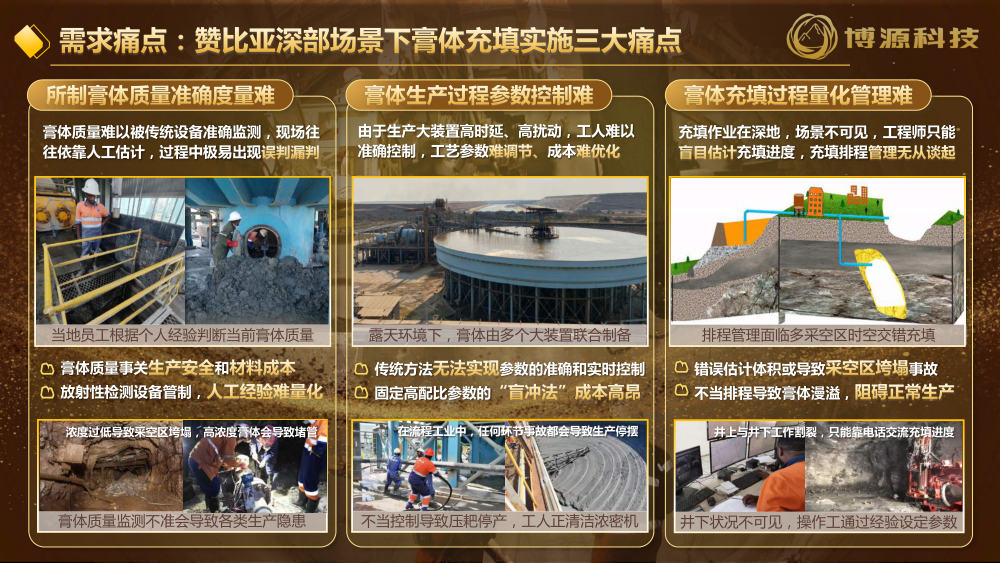 需求痛点：赞比亚深部场景下膏体充填实施三大痛点
博源科技
所制膏体质量准确度量难
膏体质量难以被传统设备准确监测，现场往
往依靠人工估计，过程中极易出现误判漏判
当地员工根据个人经验判断当前膏体质量
膏体质量事关生产安全和材料成本
放射性检测设备管制，人工经验难量化
浓度过低导致采空区垮塌，高浓度膏体会导致堵管
膏体质量监测不准会导致各类生产隐患
膏体生产过程参数控制难
由于生产大装置高时延、高扰动，工人难以
准确控制，工艺参数难调节、成本难优化
露天环境下，膏体由多个大装置联合制备
传统方法无法实现参数的准确和实时控制
固定高配比参数的“盲冲法”成本高昂
在流程工业中，任何环节事故都会导致生产停摆
不当控制导致压耙停产，工人正清洁浓密机
膏体充填过程量化管理难
充填作业在深地，场景不可见，工程师只能
盲目估计充填进度，充填排程管理无从谈起
排程管理面临多采空区时空交错充填
错误估计体积或导致采空区垮塌事故
不当排程导致膏体漫溢，阻碍正常生产
井上与井下工作割裂，只能靠电话交流充填进度
井下状况不可见，操作工通过经验设定参数